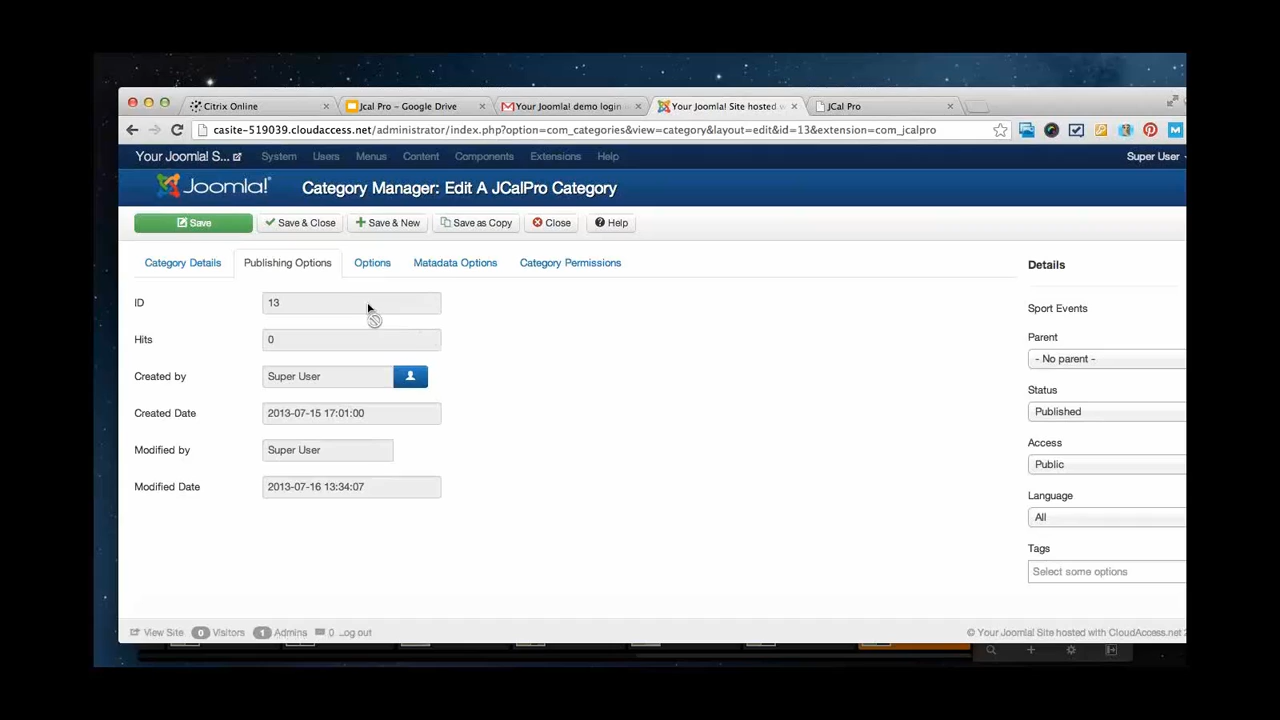 Citrix Online
Jcal Pro – Google Drive
Your Joomla! demo login
Your Joomla! Site hosted w
JCal Pro
casite-519039.cloudaccess.net/administrator/index.php?option=com_categories&view=category&layout=edit&id=13&extension=com_jcalpro
Your Joomla! S...
System
Users
Menus
Content
Components
Extensions
Help
Super User
Joomla!
Category Manager: Edit A JCalPro Category
Save
Save & Close
Save & New
Save as Copy
Close
Help
Category Details
Publishing Options
Options
Matadata Options
Category Permissions
ID
13
Hits
0
Created by
Super User
Created Date
2013-07-15 17:01:00
Modified by
Super User
Modified Date
2013-07-16 13:34:07
Details
Sport Events
Parent
- No parent -
Status
Published
Access
Public
Language
All
Tags
Select some options
View Site
0 Visitors
1 Admins
0
Log out
© Your Joomla! Site hosted with CloudAccess.net